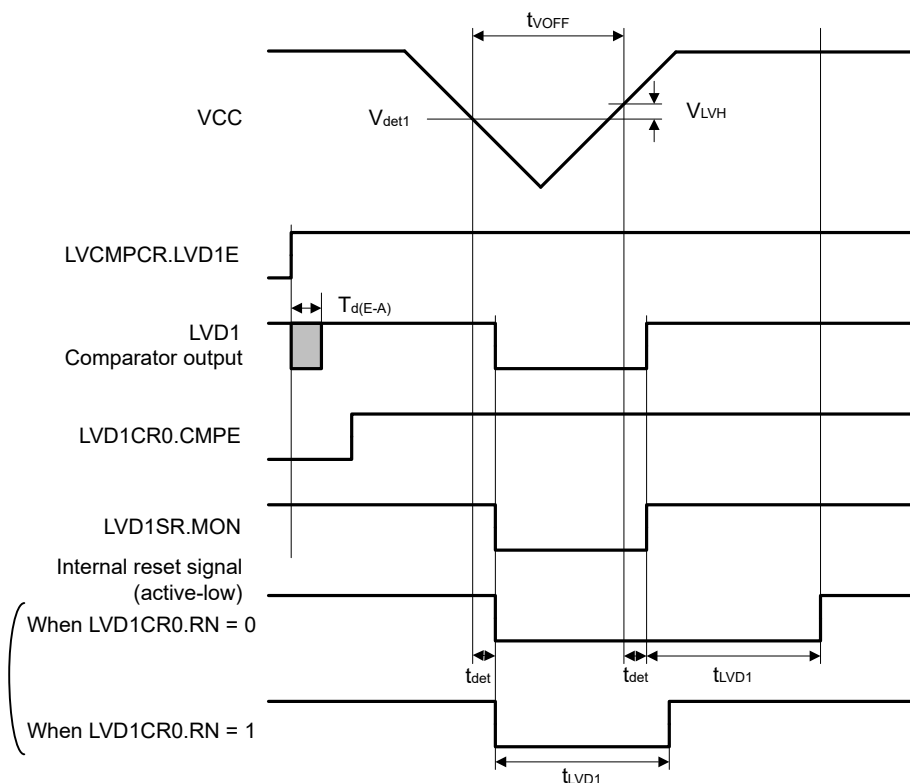 tVOFF
VCC
Vdet1
VLVH
LVCMPCR.LVD1E
Td(E-A)
LVD1
Comparator output
LVD1CR0.CMPE
LVD1SR.MON
Internal reset signal
(active-low)
When LVD1CR0.RN = 0
tdet
tdet
tLVD1
When LVD1CR0.RN = 1
tLVD1